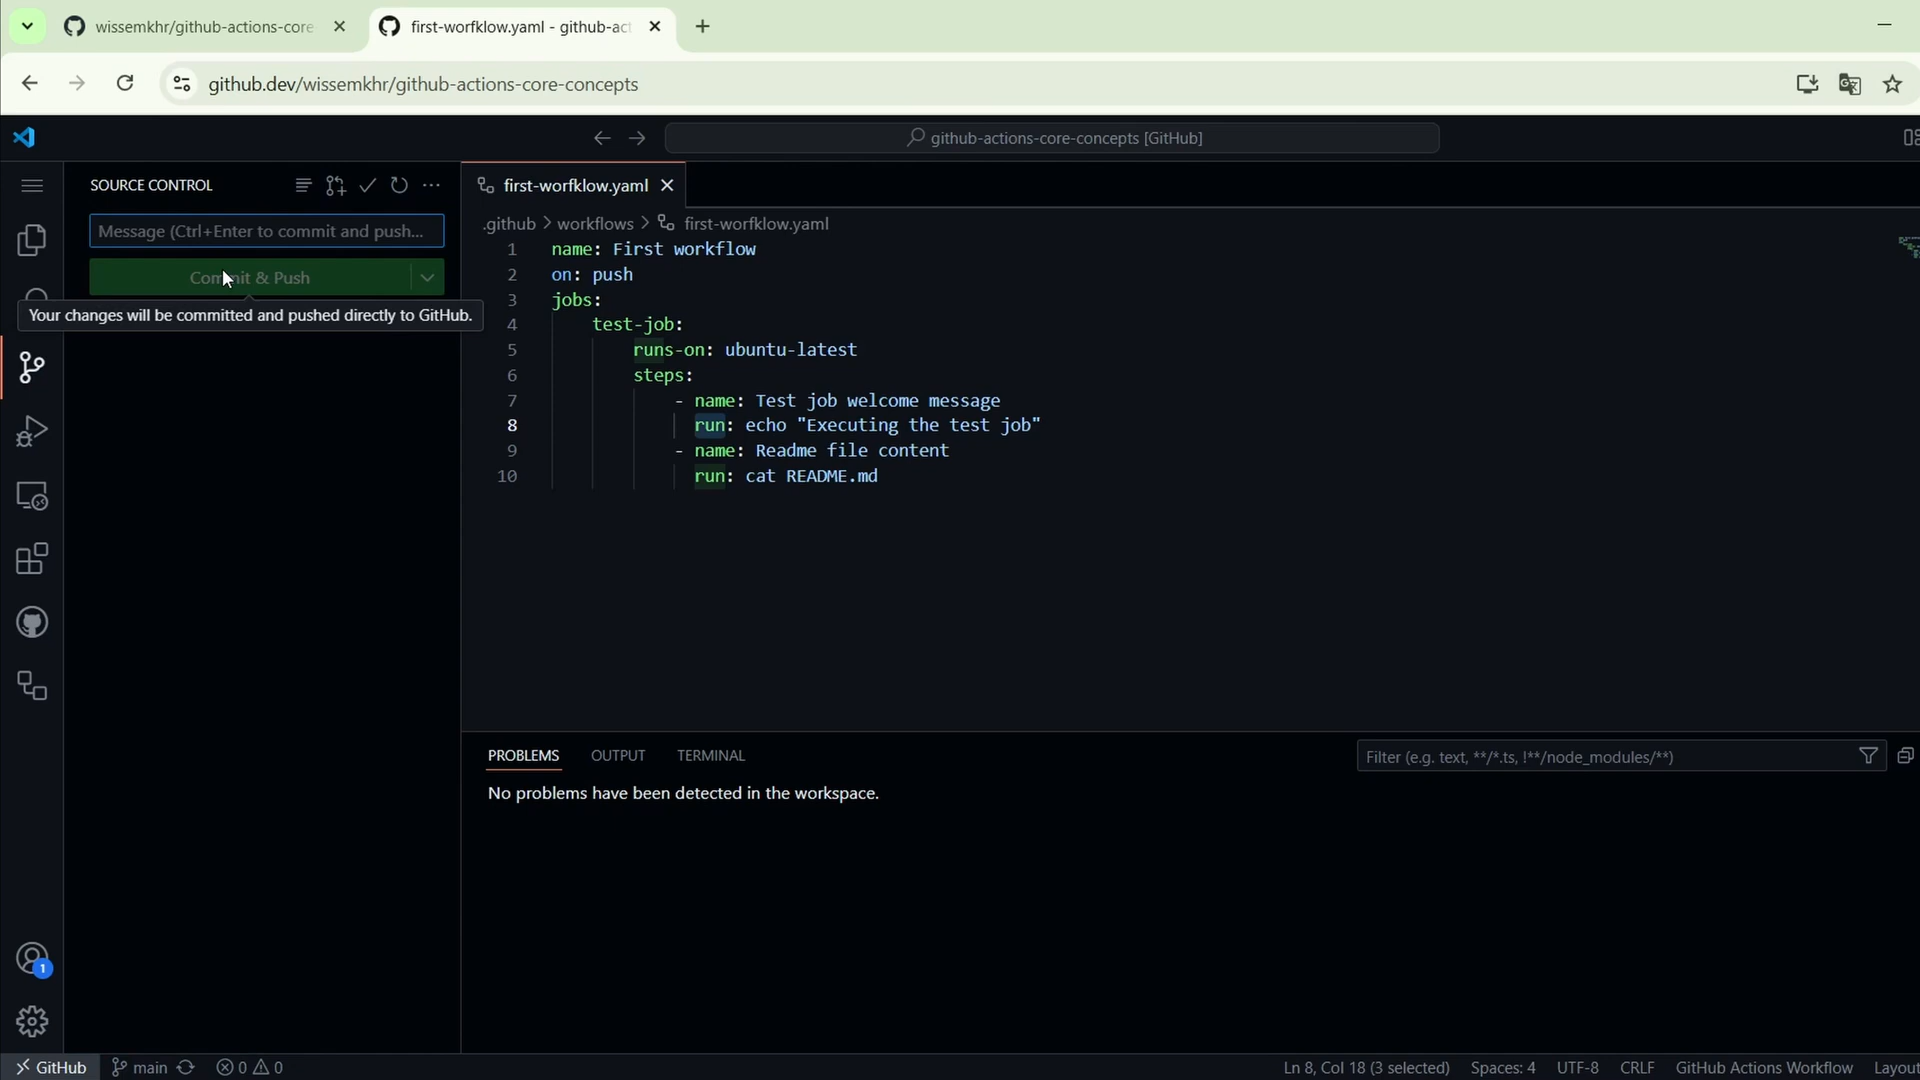 wissemkhr/github-actions-core
first-worfklow.yaml - github-act
github.dev/wissemkhr/github-actions-core-concepts
github-actions-core-concepts [GitHub]
SOURCE CONTROL
first-worfklow.yaml
Message (Ctrl+Enter to commit and push...
.github > workflows > first-worfklow.yaml
Commit & Push
Your changes will be committed and pushed directly to GitHub.
1 name: First workflow
2 on: push
3 jobs:
4 test-job:
5 runs-on: ubuntu-latest
6 steps:
7 - name: Test job welcome message
8 run: echo "Executing the test job"
9 - name: Readme file content
10 run: cat README.md
PROBLEMS OUTPUT TERMINAL
Filter (e.g. text, **/*.ts, !**/node_modules/**)
No problems have been detected in the workspace.
1
GitHub main 0 0 Ln 8, Col 18 (3 selected) Spaces: 4 UTF-8 CRLF GitHub Actions Workflow Layout